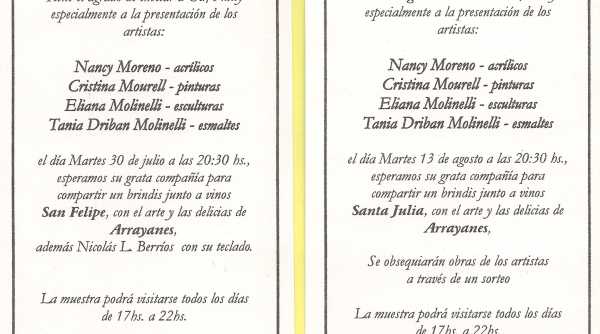 especialmente a la presentación de los
artistas:
Nancy Moreno - acrílicos
Cristina Mourell - pinturas
Eliana Molinelli - esculturas
Tania Driban Molinelli - esmaltes
el día Martes 30 de julio a las 20:30 hs.,
esperamos su grata compañía para
compartir un brindis junto a vinos
San Felipe, con el arte y las delicias de
Arrayanes,
además Nicolás L. Berríos con su teclado.
La muestra podrá visitarse todos los días
de 17hs. a 22hs.
especialmente a la presentación de los
artistas:
Nancy Moreno - acrílicos
Cristina Mourell - pinturas
Eliana Molinelli - esculturas
Tania Driban Molinelli - esmaltes
el día Martes 13 de agosto a las 20:30 hs.,
esperamos su grata compañía para
compartir un brindis junto a vinos
Santa Julia, con el arte y las delicias de
Arrayanes,
Se obsequiarán obras de los artistas
a través de un sorteo
La muestra podrá visitarse todos los días
de 17hs. a 22hs.